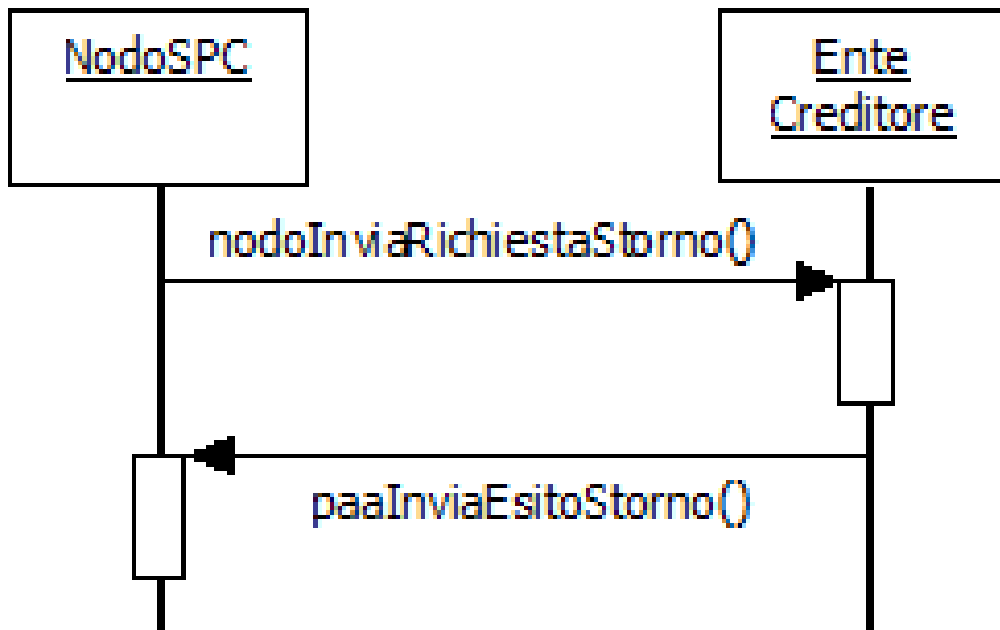 NodoSPC
Ente
Creditore
nodoInviaRichiestaStorno()
paaInviaEsitoStorno()